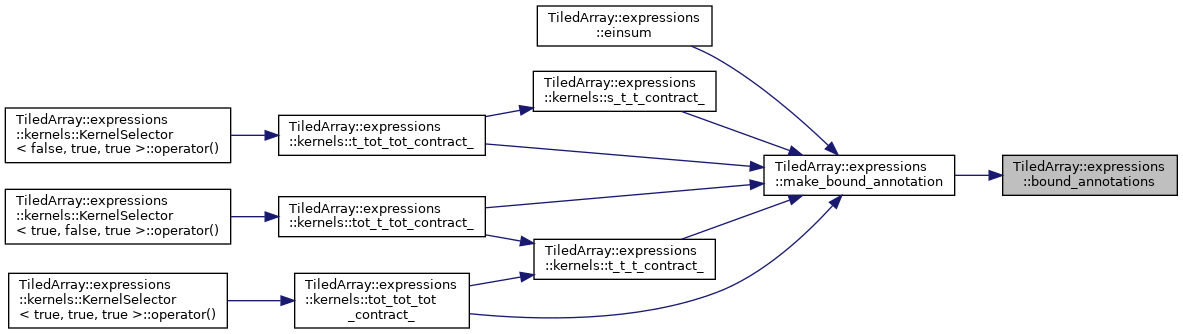 TiledArray::expressions
::einsum
TiledArray::expressions
::kernels::s_t_t_contract_
TiledArray::expressions
::kernels::KernelSelector
< false, true, true >::operator()
TiledArray::expressions
::kernels::t_tot_tot_contract_
TiledArray::expressions
::make_bound_annotation
TiledArray::expressions
::bound_annotations
TiledArray::expressions
::kernels::KernelSelector
< true, false, true >::operator()
TiledArray::expressions
::kernels::tot_t_tot_contract_
TiledArray::expressions
::kernels::t_t_t_contract_
TiledArray::expressions
::kernels::KernelSelector
< true, true, true >::operator()
TiledArray::expressions
::kernels::tot_tot_tot
_contract_